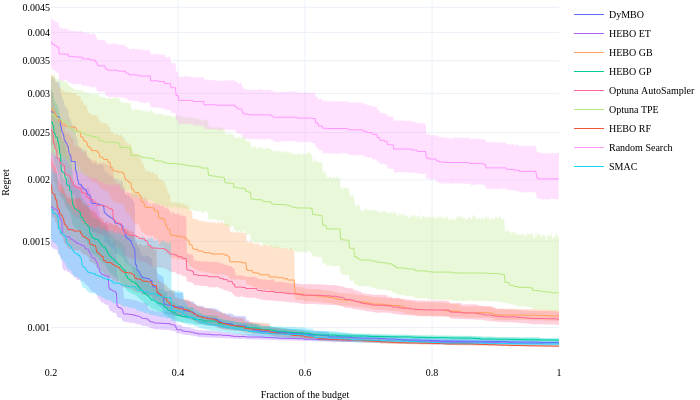 0.0045
0.004
0.0035
0.003
0.0025
0.002
0.0015
0.001
Regret
0.2
0.4
0.6
0.8
1
Fraction of the budget
DyMBO
HEBO ET
HEBO GB
HEBO GP
Optuna AutoSampler
Optuna TPE
HEBO RF
Random Search
SMAC